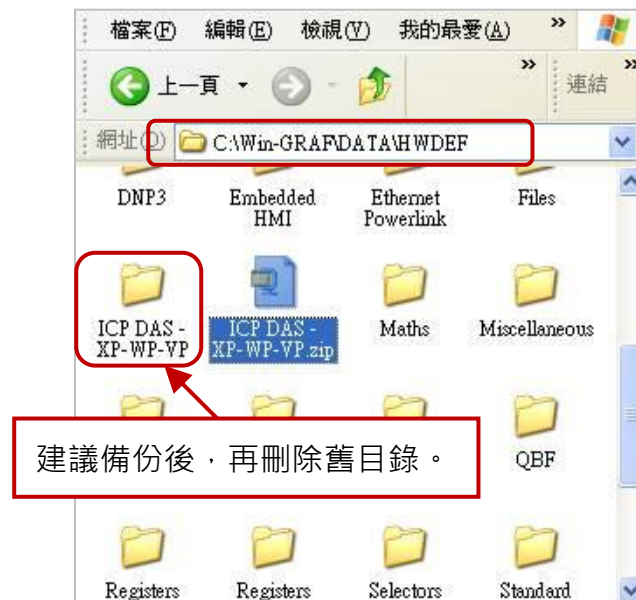 檔案(F) 編輯(E) 檢視(V) 我的最愛(A) »
上一頁 » 連結 »
網址(D) C:\Win-GRAF\DATA\HWDEF
DNP3 Embedded Ethernet Files
HMI Powerlink
ICP DAS - ICP DAS - Maths Miscellaneous
XP-WP-VP XP-WP-VP.zip
建議備份後，再刪除舊目錄。
QBF
Registers Registers Selectors Standard